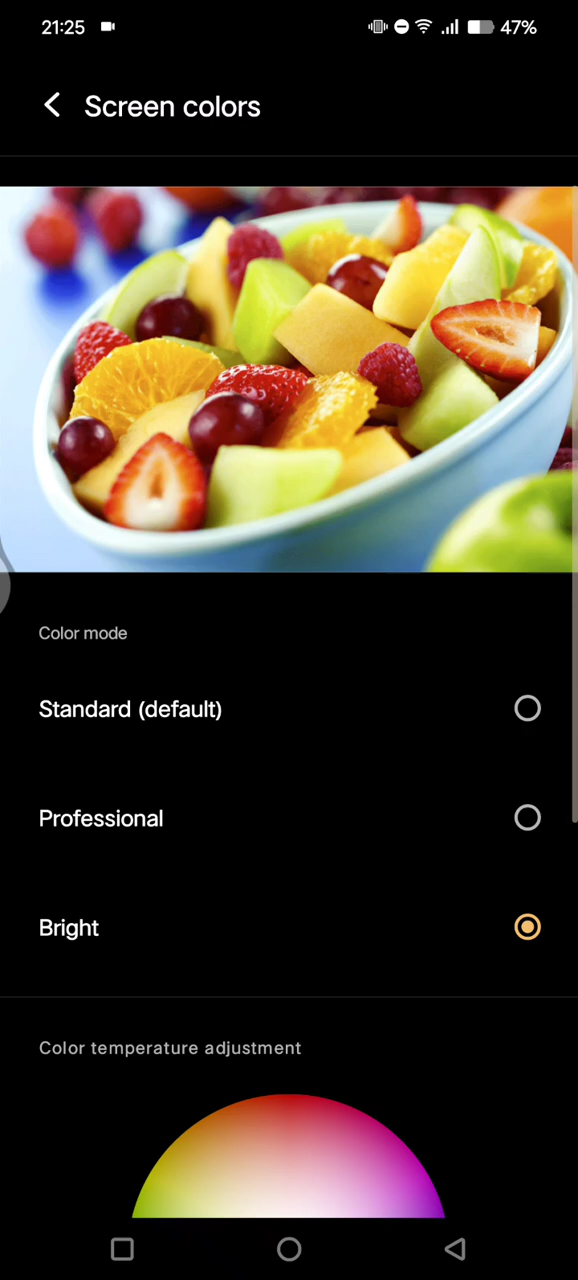 21:25 47%
Screen colors
Color mode
Standard (default)
Professional
Bright
Color temperature adjustment